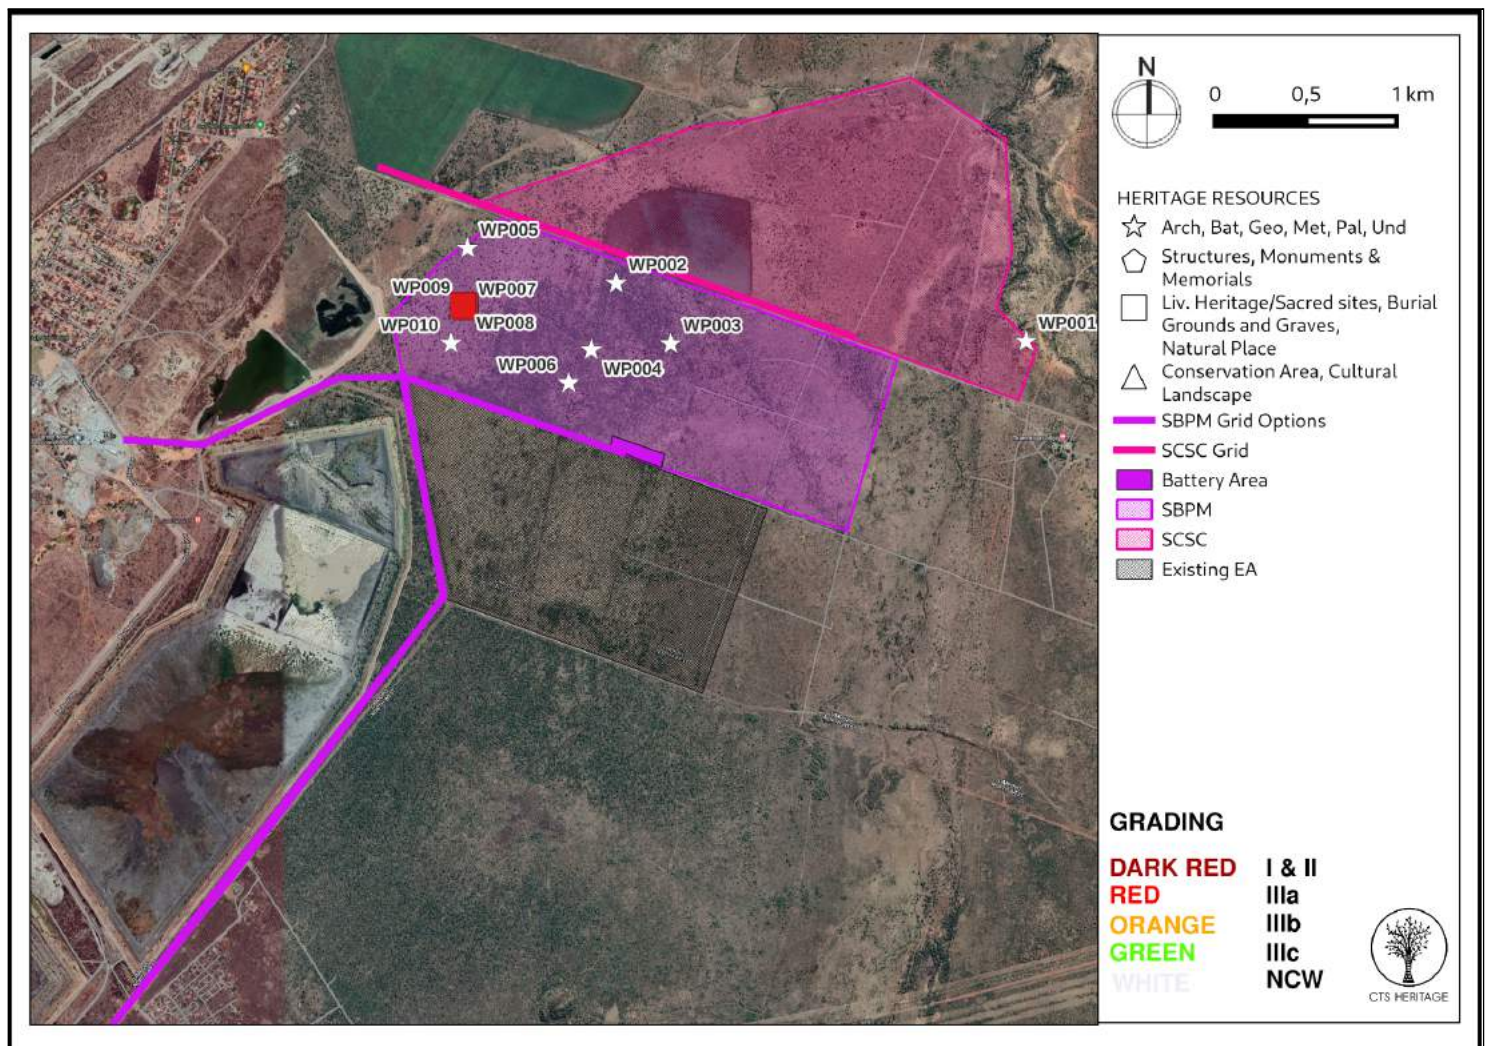 N
0 0,5 1 km
HERITAGE RESOURCES
Arch, Bat, Geo, Met, Pal, Und
Structures, Monuments &
Memorials
Liv. Heritage/Sacred sites, Burial
Grounds and Graves,
Natural Place
Conservation Area, Cultural
Landscape
SBPM Grid Options
SCSC Grid
Battery Area
SBPM
SCSC
Existing EA
WP005
WP002
WP009 WP007
WP010 WP008
WP003
WP001
WP006 WP004
GRADING
DARK RED I & II
RED IIIa
ORANGE IIIb
GREEN IIIc
WHITE NCW
CTS HERITAGE